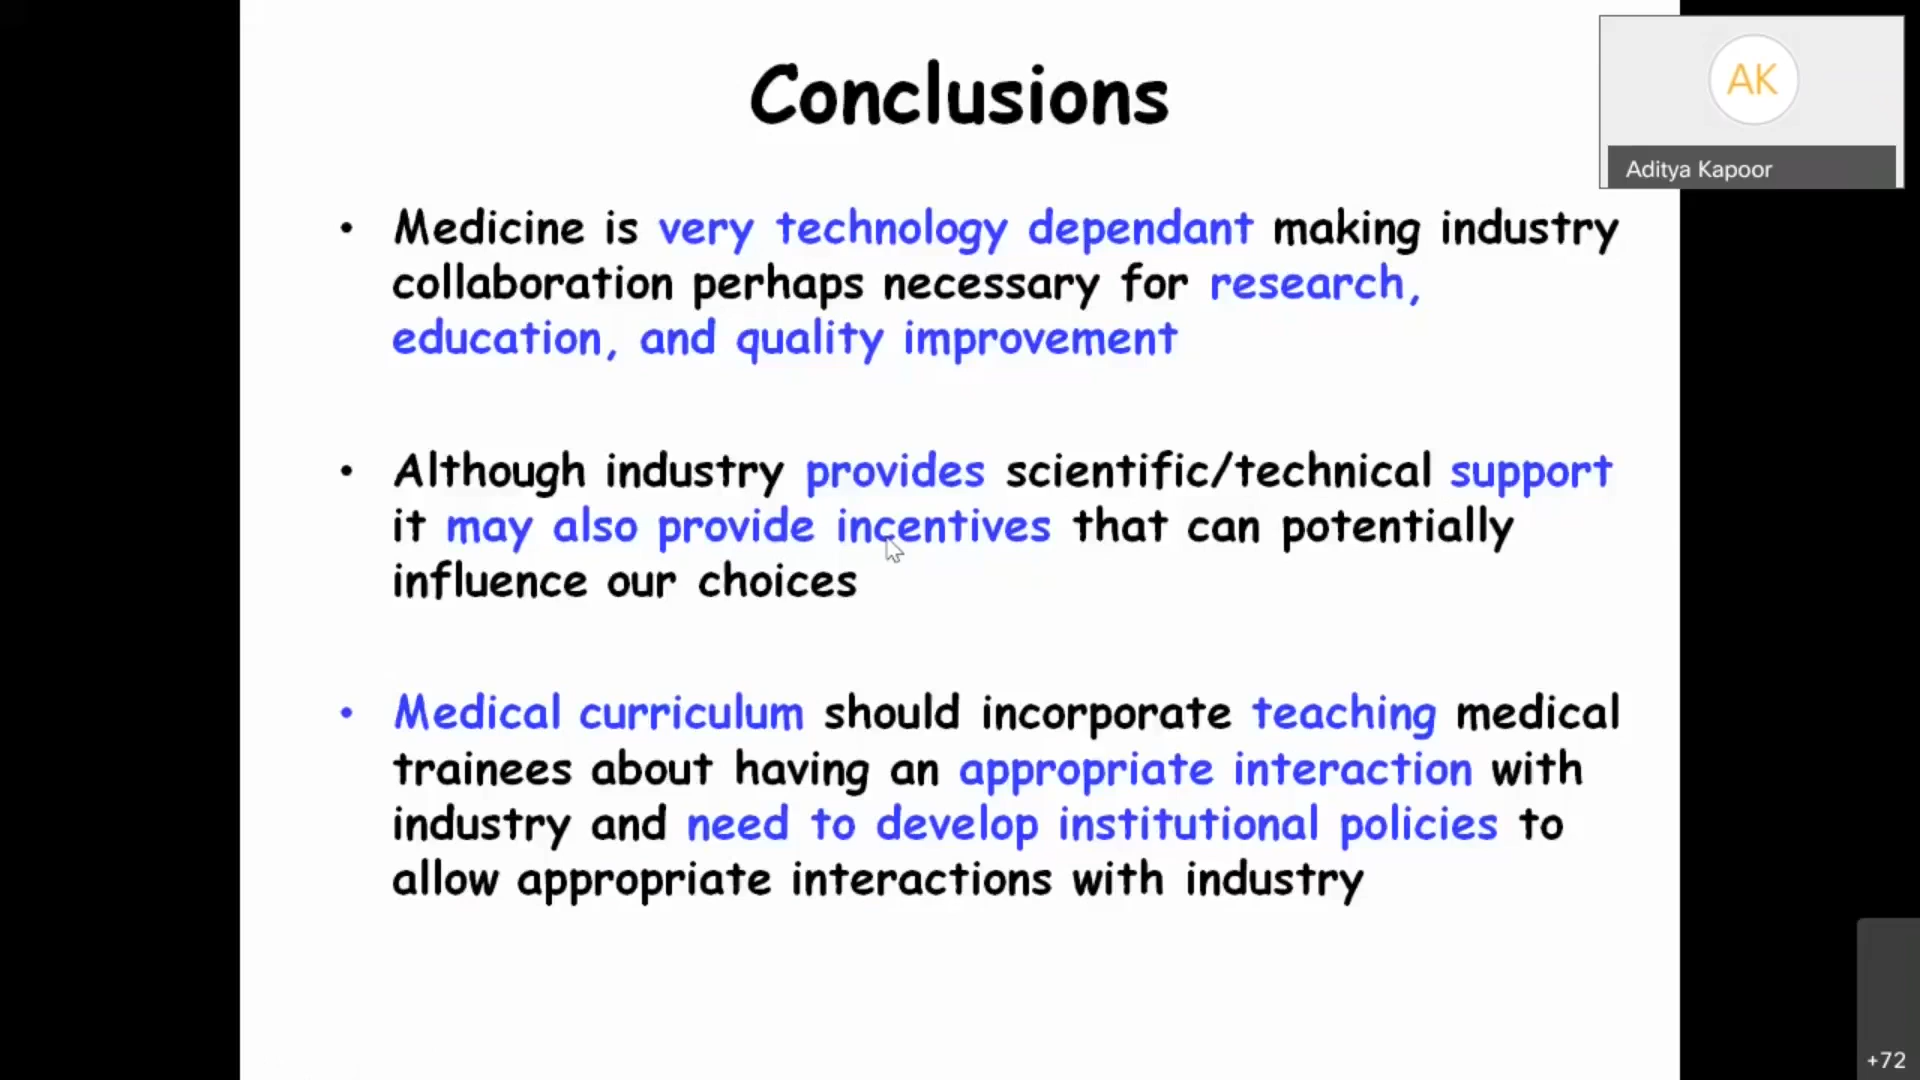 Conclusions
AK
Aditya Kapoor
• Medicine is very technology dependant making industry
collaboration perhaps necessary for research,
education, and quality improvement
• Although industry provides scientific/technical support
it may also provide incentives that can potentially
influence our choices
• Medical curriculum should incorporate teaching medical
trainees about having an appropriate interaction with
industry and need to develop institutional policies to
allow appropriate interactions with industry
+72